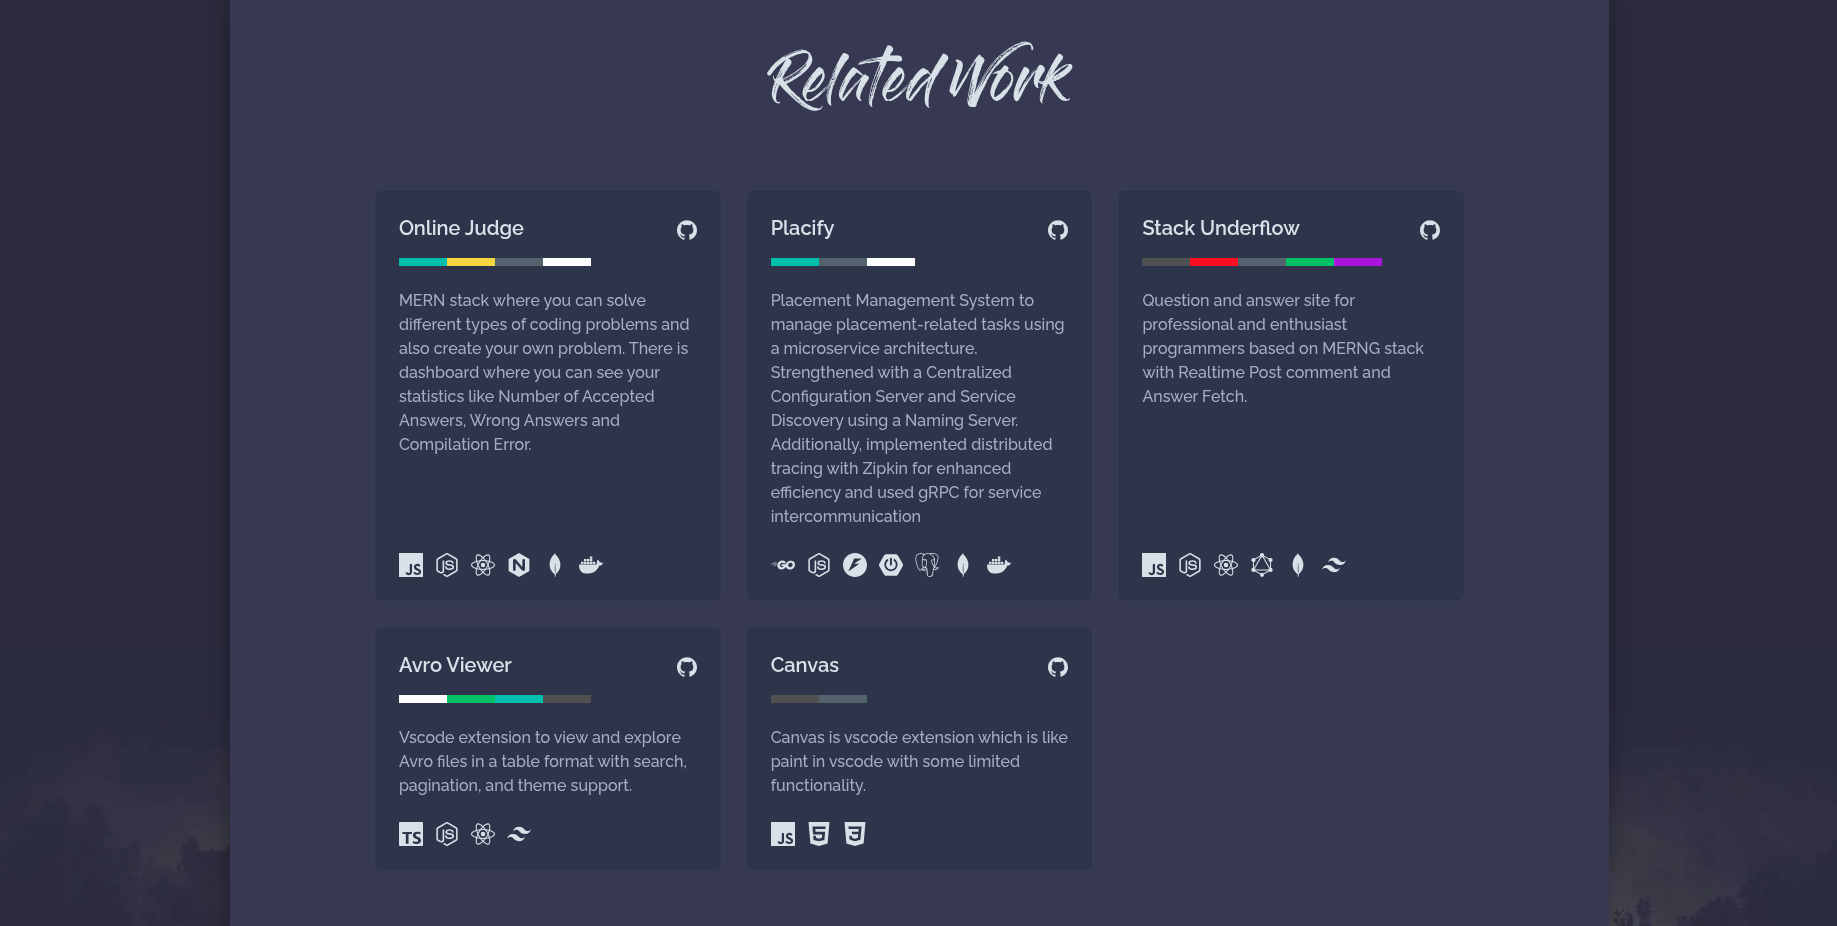 Related Work
Online Judge
MERN stack where you can solve
different types of coding problems and
also create your own problem. There is
dashboard where you can see your
statistics like Number of Accepted
Answers, Wrong Answers and
Compilation Error.
JS
JS
N
Placify
Placement Management System to
manage placement-related tasks using
a microservice architecture.
Strengthened with a Centralized
Configuration Server and Service
Discovery using a Naming Server.
Additionally, implemented distributed
tracing with Zipkin for enhanced
efficiency and used gRPC for service
intercommunication
GO
JS
Stack Underflow
Question and answer site for
professional and enthusiast
programmers based on MERNG stack
with Realtime Post comment and
Answer Fetch.
JS
JS
Avro Viewer
Vscode extension to view and explore
Avro files in a table format with search,
pagination, and theme support.
TS
JS
Canvas
Canvas is vscode extension which is like
paint in vscode with some limited
functionality.
JS
5
3